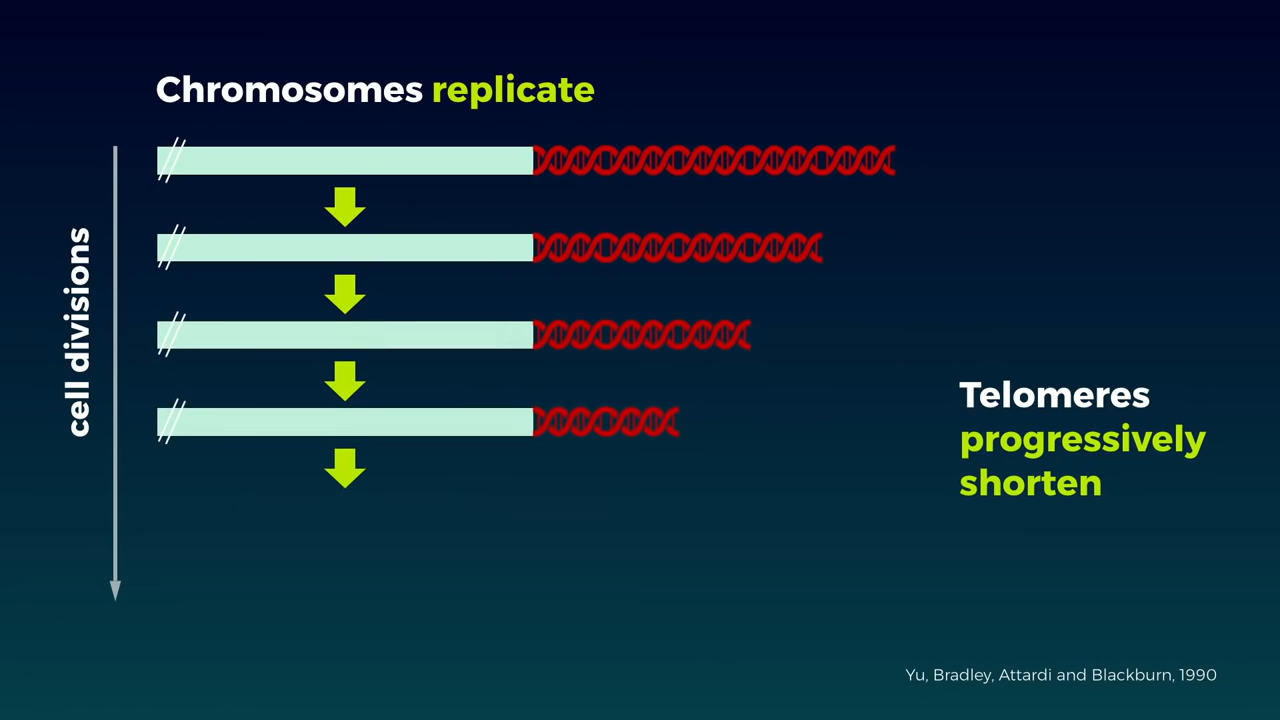 Chromosomes replicate
cell divisions
Telomeres
progressively
shorten
Yu, Bradley, Attardi and Blackburn, 1990